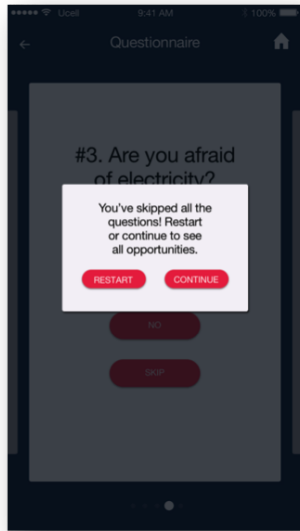 Ucell 9:41 AM 100%
Questionnaire
#3. Are you afraid
of electricity?
You've skipped all the
questions! Restart
or continue to see
all opportunities.
RESTART CONTINUE
NO
SKIP